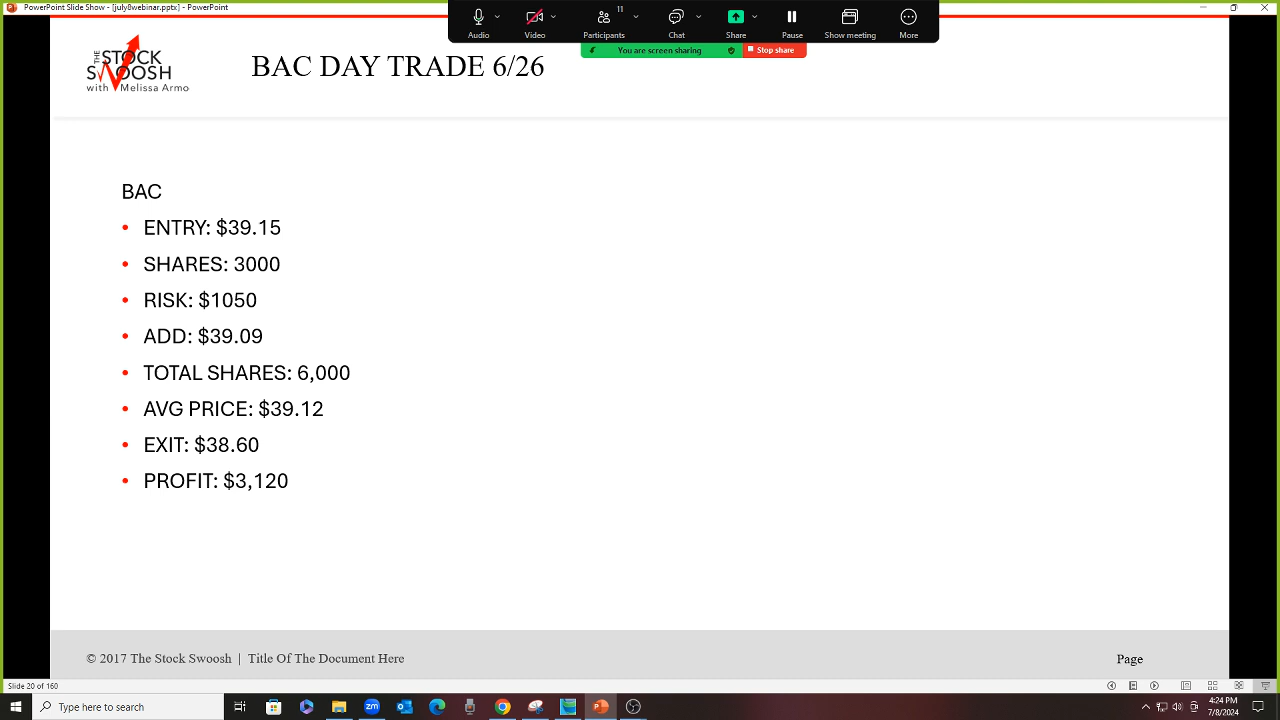 PowerPoint Slide Show - [july8webinar.pptx] - PowerPoint
11
Audio Video Participants Chat Share Pause Show meeting More
You are screen sharing Stop share
THE STOCK
SWOOSH
with Melissa Armo
BAC DAY TRADE 6/26
BAC
• ENTRY: $39.15
• SHARES: 3000
• RISK: $1050
• ADD: $39.09
• TOTAL SHARES: 6,000
• AVG PRICE: $39.12
• EXIT: $38.60
• PROFIT: $3,120
© 2017 The Stock Swoosh | Title Of The Document Here
Page
Slide 20 of 160
Type here to search
zm
4:24 PM
7/8/2024